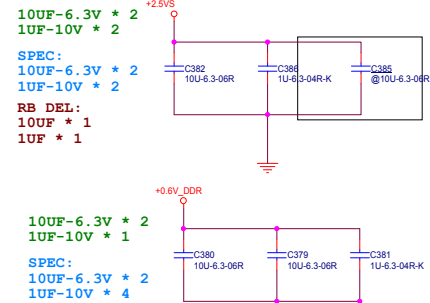 +2.5VS
10UF-6.3V * 2
1UF-10V * 2
SPEC:
10UF-6.3V * 2
1UF-10V * 2
RB DEL:
10UF * 1
1UF * 1
C382
10U-6.3-06R
C386
1U-6.3-04R-K
C385
@10U-6.3-06R
+0.6V_DDR
10UF-6.3V * 2
1UF-10V * 1
SPEC:
10UF-6.3V * 2
1UF-10V * 4
C380
10U-6.3-06R
C379
10U-6.3-06R
C381
1U-6.3-04R-K